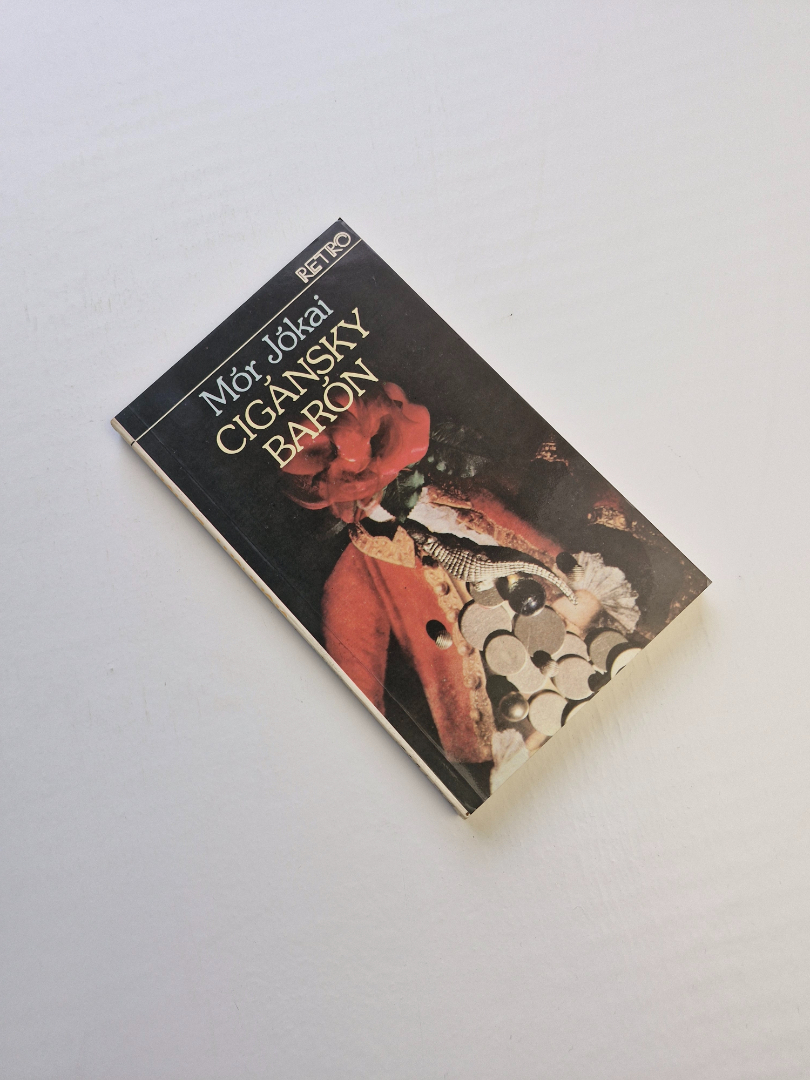 RETRO
Mór Jókai
CIGÁNSKY
BARÓN